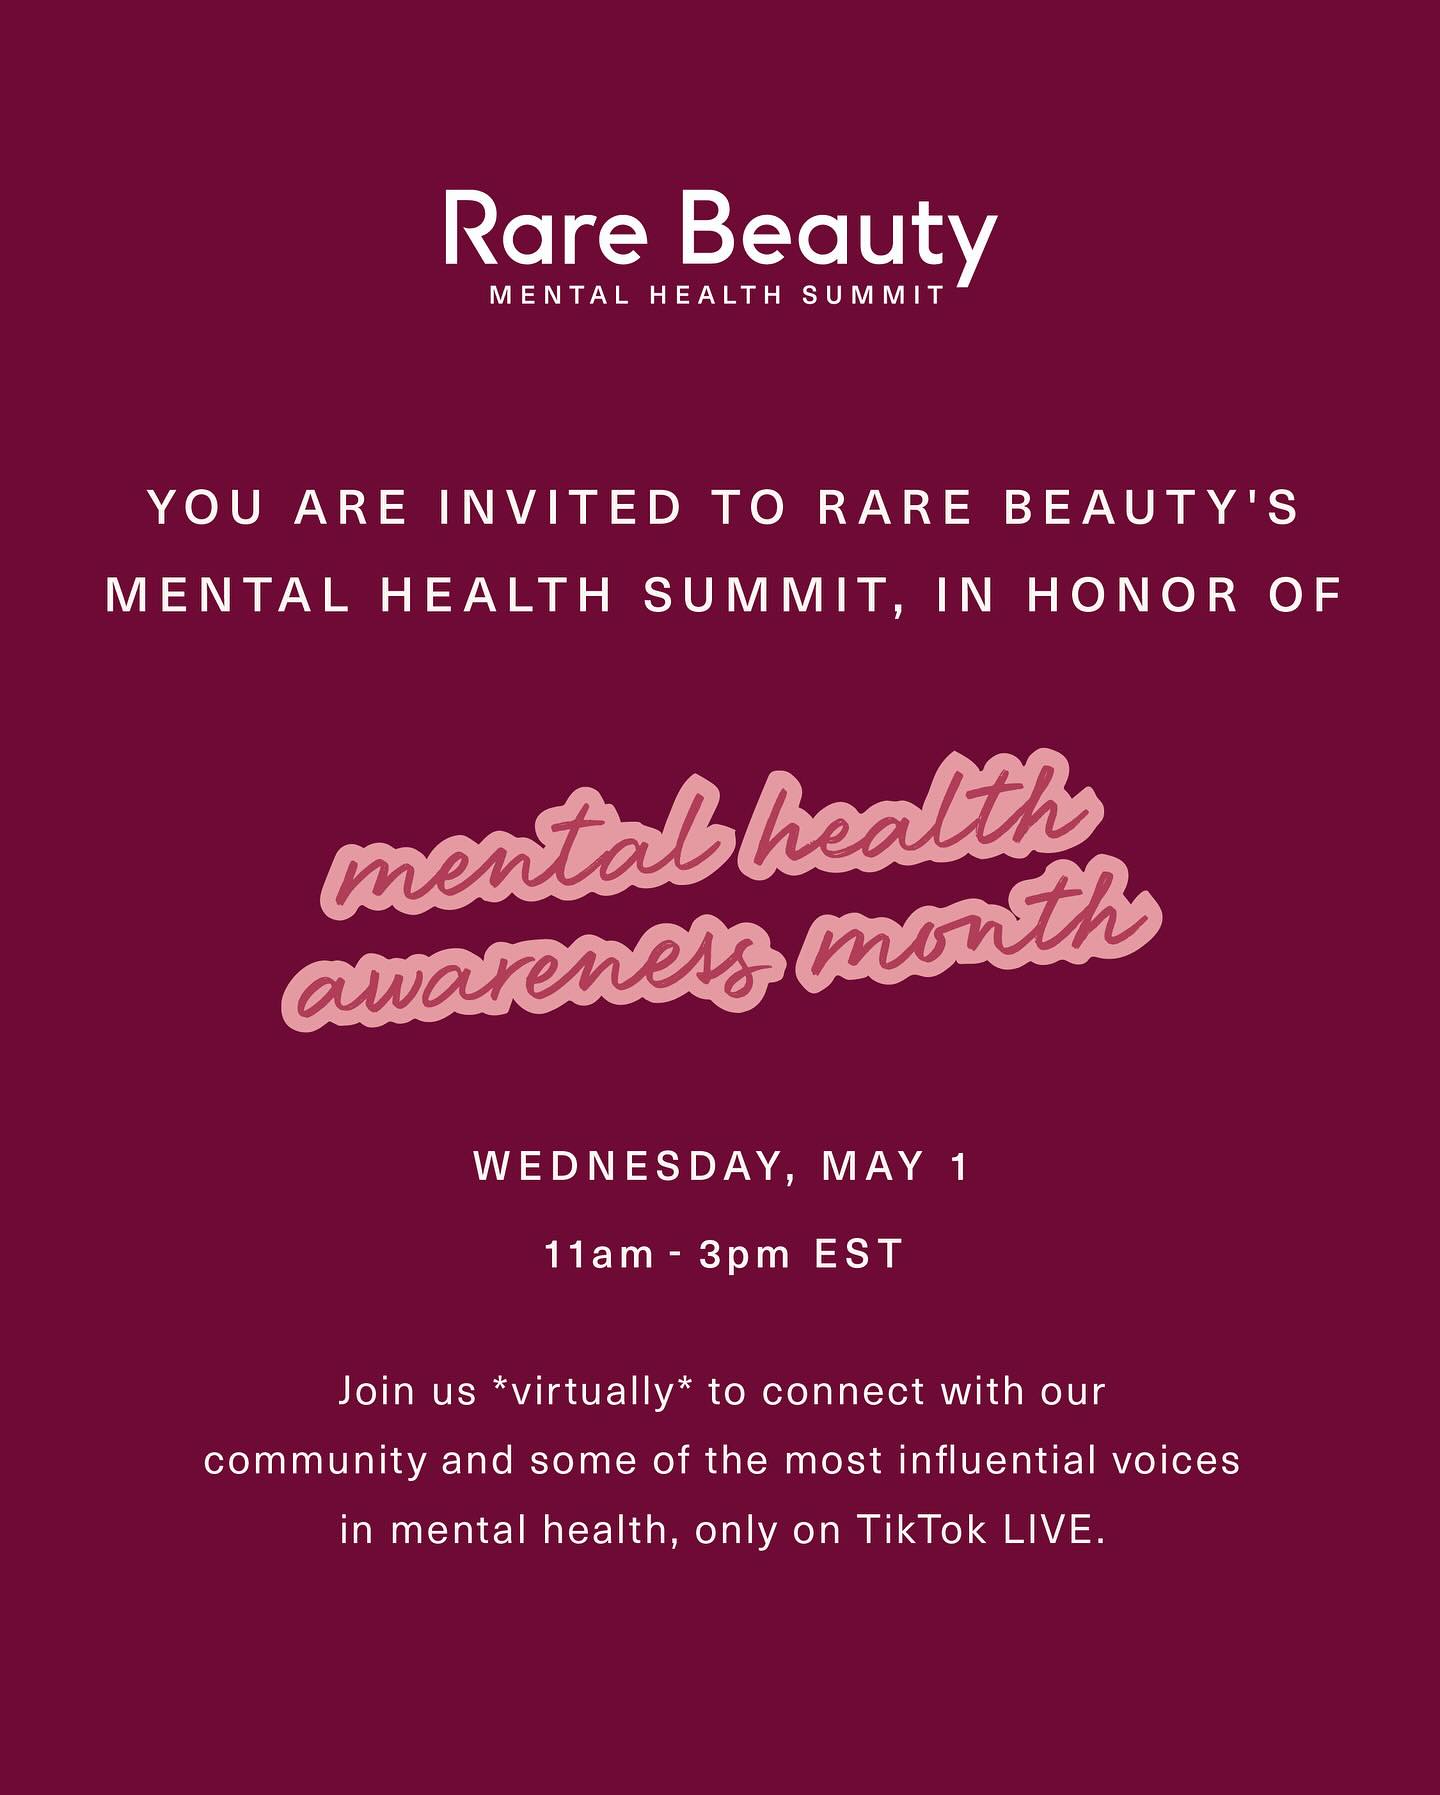 Rare Beauty
MENTAL HEALTH SUMMIT
YOU ARE INVITED TO RARE BEAUTY'S
MENTAL HEALTH SUMMIT, IN HONOR OF
mental health
awareness month
WEDNESDAY, MAY 1
11am - 3pm EST
Join us *virtually* to connect with our
community and some of the most influential voices
in mental health, only on TikTok LIVE.